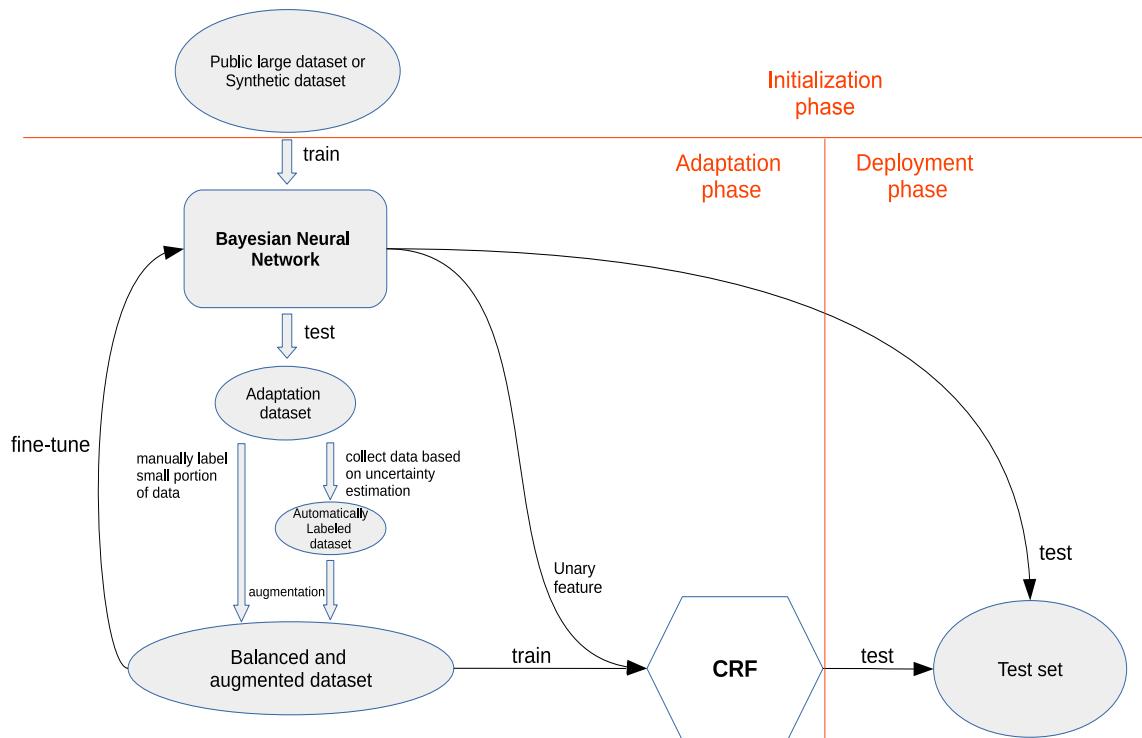 Public large dataset or
Synthetic dataset
Initialization
phase
train
Adaptation
phase
Deployment
phase
Bayesian Neural
Network
test
Adaptation
dataset
fine-tune
manually label
small portion
of data
collect data based
on uncertainty
estimation
Automatically
Labeled
dataset
augmentation
Unary
feature
test
Balanced and
augmented dataset
train
CRF
test
Test set